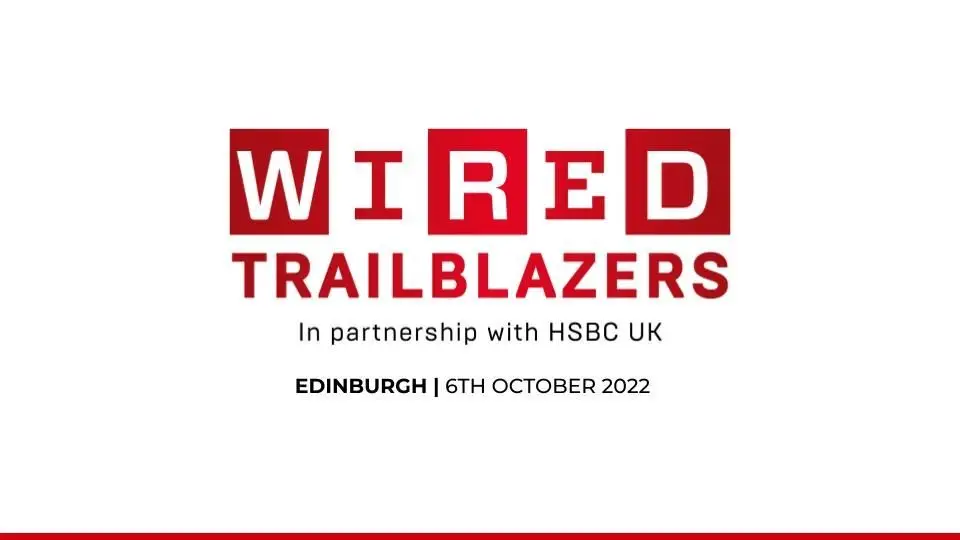 WIRED
TRAILBLAZERS
In partnership with HSBC UK
EDINBURGH | 6TH OCTOBER 2022